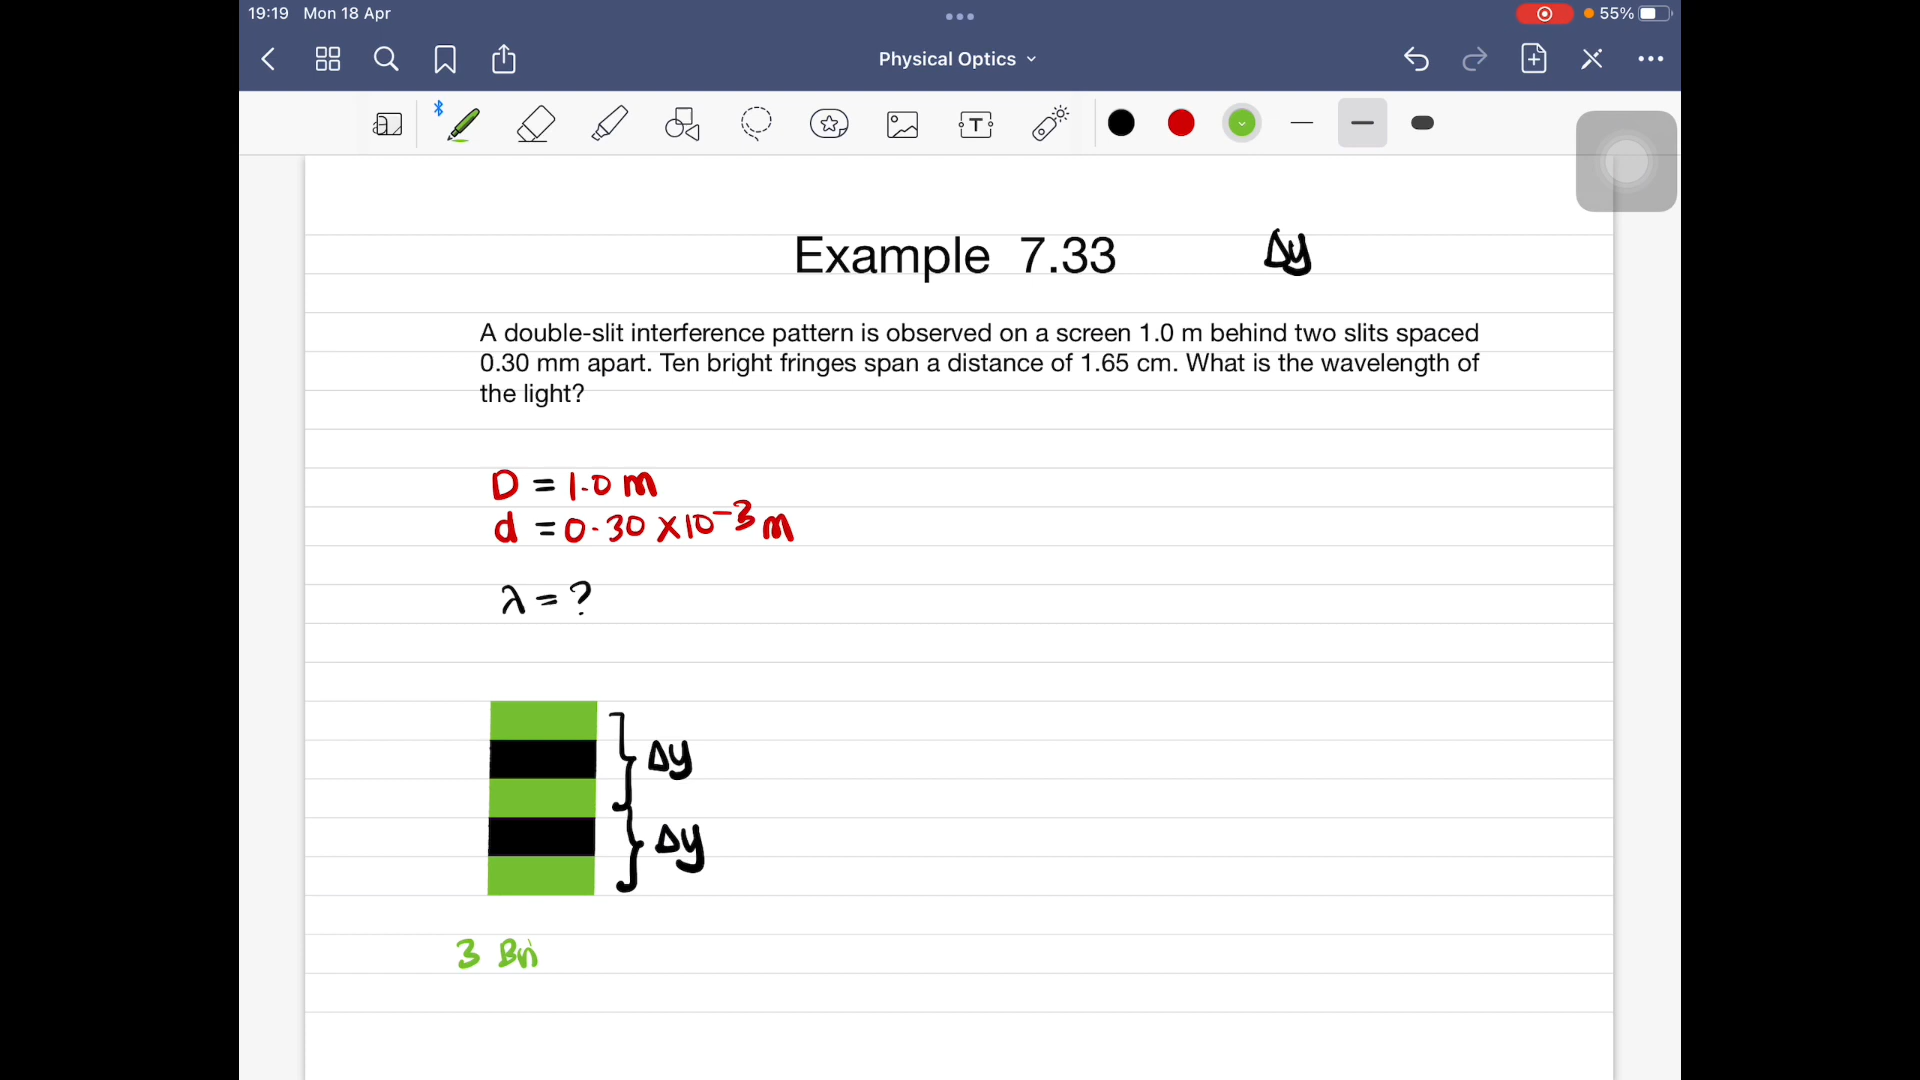 19:19 Mon 18 Apr
55%
Physical Optics
a
T
Example 7.33
Δy
A double-slit interference pattern is observed on a screen 1.0 m behind two slits spaced
0.30 mm apart. Ten bright fringes span a distance of 1.65 cm. What is the wavelength of
the light?
D = 1.0 m
d = 0.30 x10⁻³ m
λ = ?
Δy
Δy
3 Bri